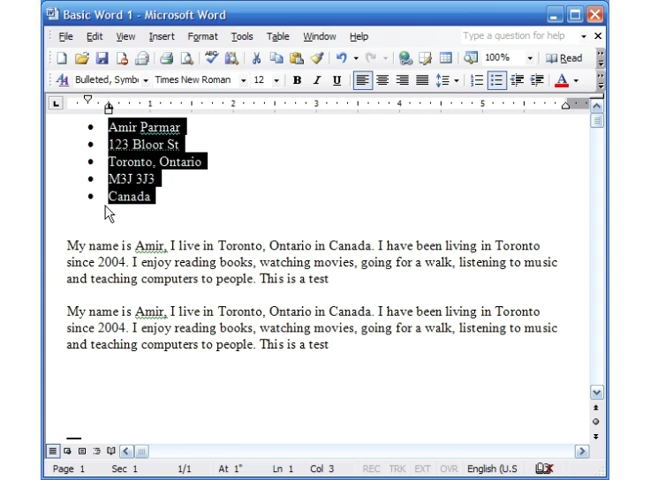 Basic Word 1 - Microsoft Word
File Edit View Insert Format Tools Table Window Help Type a question for help
100% Read
Bulleted, Symb Times New Roman 12 B I U A
1 2 3 4 5
• Amir Parmar
• 123 Bloor St
• Toronto, Ontario
• M3J 3J3
• Canada
My name is Amir, I live in Toronto, Ontario in Canada. I have been living in Toronto
since 2004. I enjoy reading books, watching movies, going for a walk, listening to music
and teaching computers to people. This is a test
My name is Amir, I live in Toronto, Ontario in Canada. I have been living in Toronto
since 2004. I enjoy reading books, watching movies, going for a walk, listening to music
and teaching computers to people. This is a test
Page 1 Sec 1 1/1 At 1" Ln 1 Col 3 REC TRK EXT OVR English (U.S